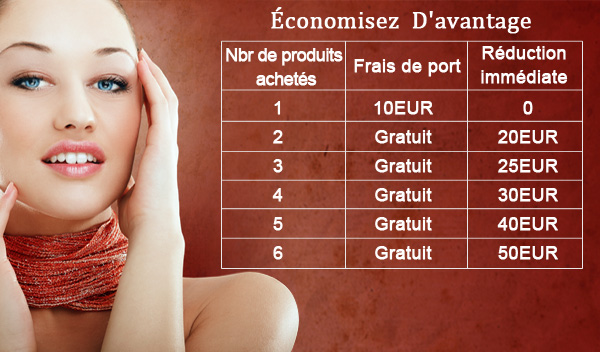 Économisez D'avantage
Nbr de produits achetés Frais de port Réduction immédiate
1 10EUR 0
2 Gratuit 20EUR
3 Gratuit 25EUR
4 Gratuit 30EUR
5 Gratuit 40EUR
6 Gratuit 50EUR